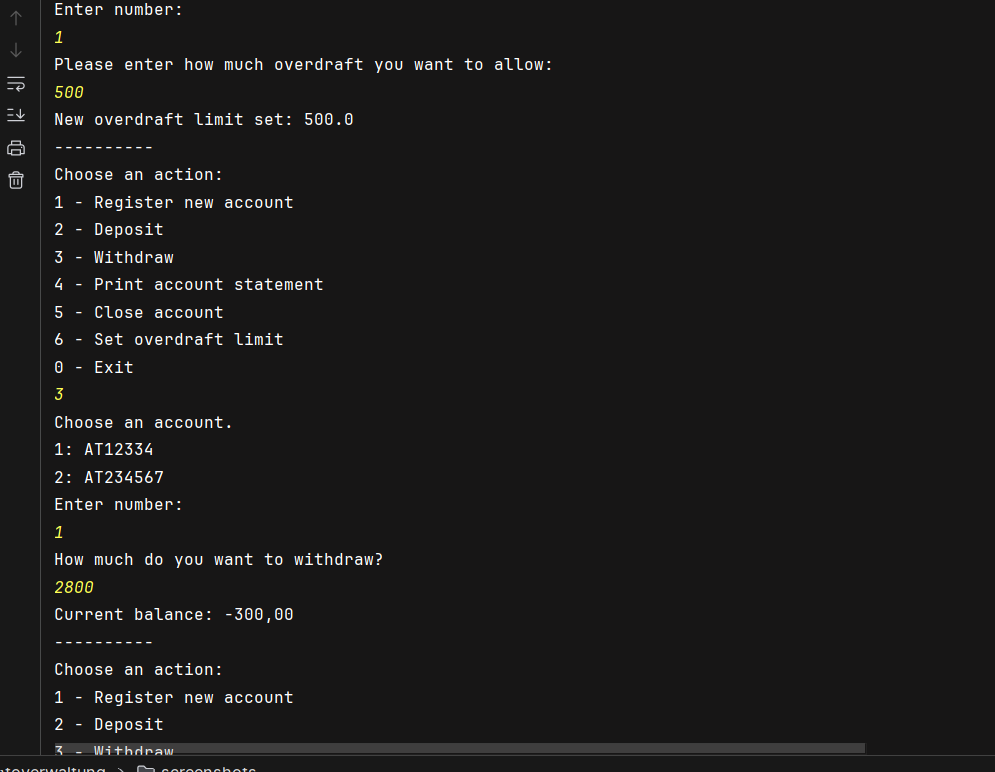 Enter number:
1
Please enter how much overdraft you want to allow:
500
New overdraft limit set: 500.0
----------
Choose an action:
1 - Register new account
2 - Deposit
3 - Withdraw
4 - Print account statement
5 - Close account
6 - Set overdraft limit
0 - Exit
3
Choose an account.
1: AT12334
2: AT234567
Enter number:
1
How much do you want to withdraw?
2800
Current balance: -300,00
----------
Choose an action:
1 - Register new account
2 - Deposit
3 - Withdraw
toverwaltung > screenshots